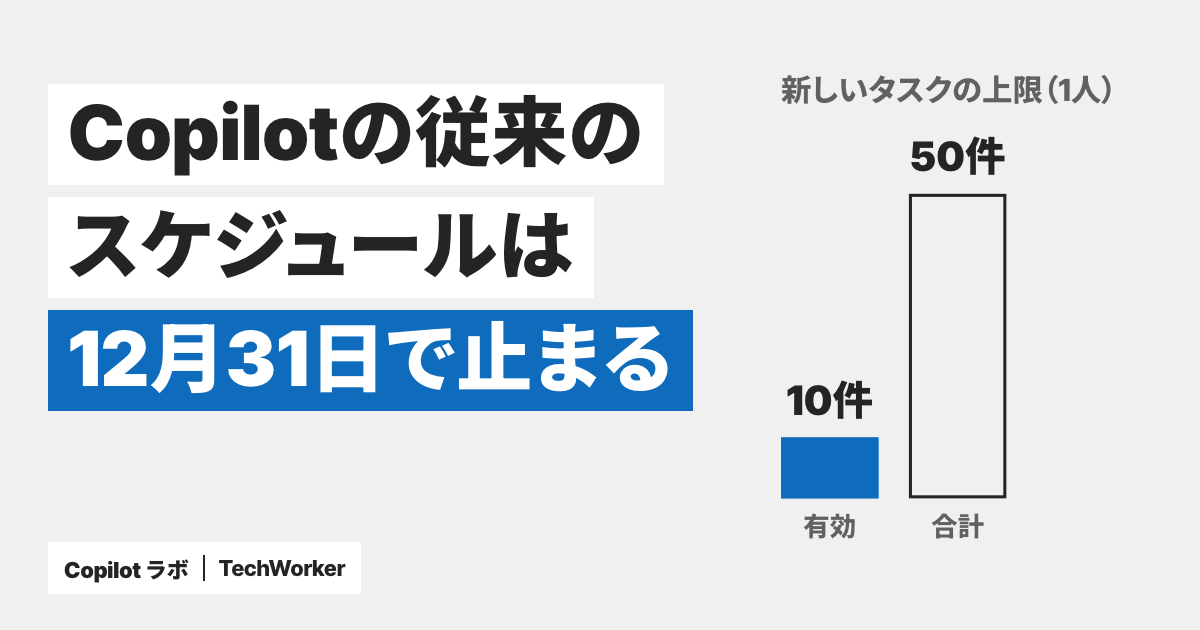 Copilotの従来の
スケジュールは
12月31日で止まる
新しいタスクの上限（1人）
50件
10件
有効
合計
Copilot ラボ | TechWorker